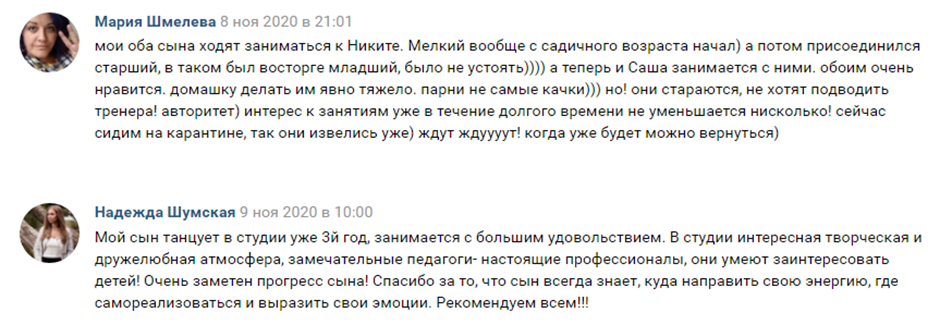 Мария Шмелева 8 ноя 2020 в 21:01
мои оба сына ходят заниматься к Никите. Мелкий вообще с садичного возраста начал) а потом присоединился
старший, в таком был восторге младший, было не устоять)))) а теперь и Саша занимается с ними. обоим очень
нравится. домашку делать им явно тяжело. парни не самые качки))) но! они стараются, не хотят подводить
тренера! авторитет) интерес к занятиям уже в течение долгого времени не уменьшается нисколько! сейчас
сидим на карантине, так они извелись уже) ждут ждуууут! когда уже будет можно вернуться)
Надежда Шумская 9 ноя 2020 в 10:00
Мой сын танцует в студии уже 3й год, занимается с большим удовольствием. В студии интересная творческая и
дружелюбная атмосфера, замечательные педагоги- настоящие профессионалы, они умеют заинтересовать
детей! Очень заметен прогресс сына! Спасибо за то, что сын всегда знает, куда направить свою энергию, где
самореализоваться и выразить свои эмоции. Рекомендуем всем!!!